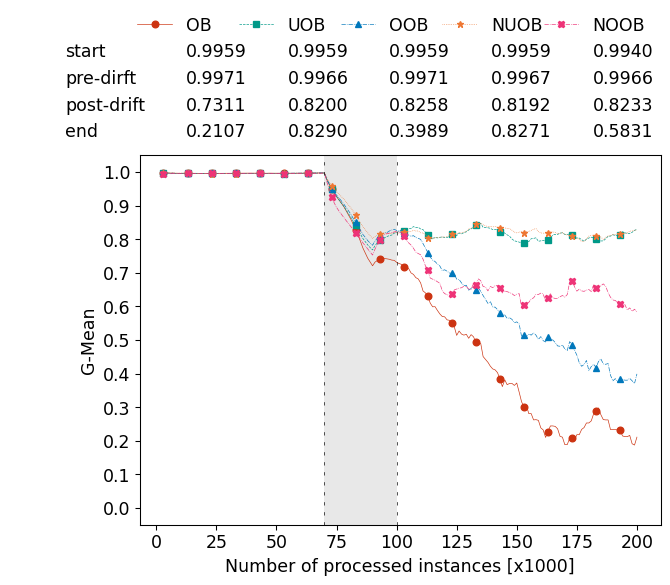 OB UOB OOB NUOB NOOB
start 0.9959 0.9959 0.9959 0.9959 0.9940
pre-dirft 0.9971 0.9966 0.9971 0.9967 0.9966
post-drift 0.7311 0.8200 0.8258 0.8192 0.8233
end 0.2107 0.8290 0.3989 0.8271 0.5831
1.0
0.9
0.8
0.7
0.6
0.5
0.4
0.3
0.2
0.1
0.0
G-Mean
0 25 50 75 100 125 150 175 200
Number of processed instances [x1000]